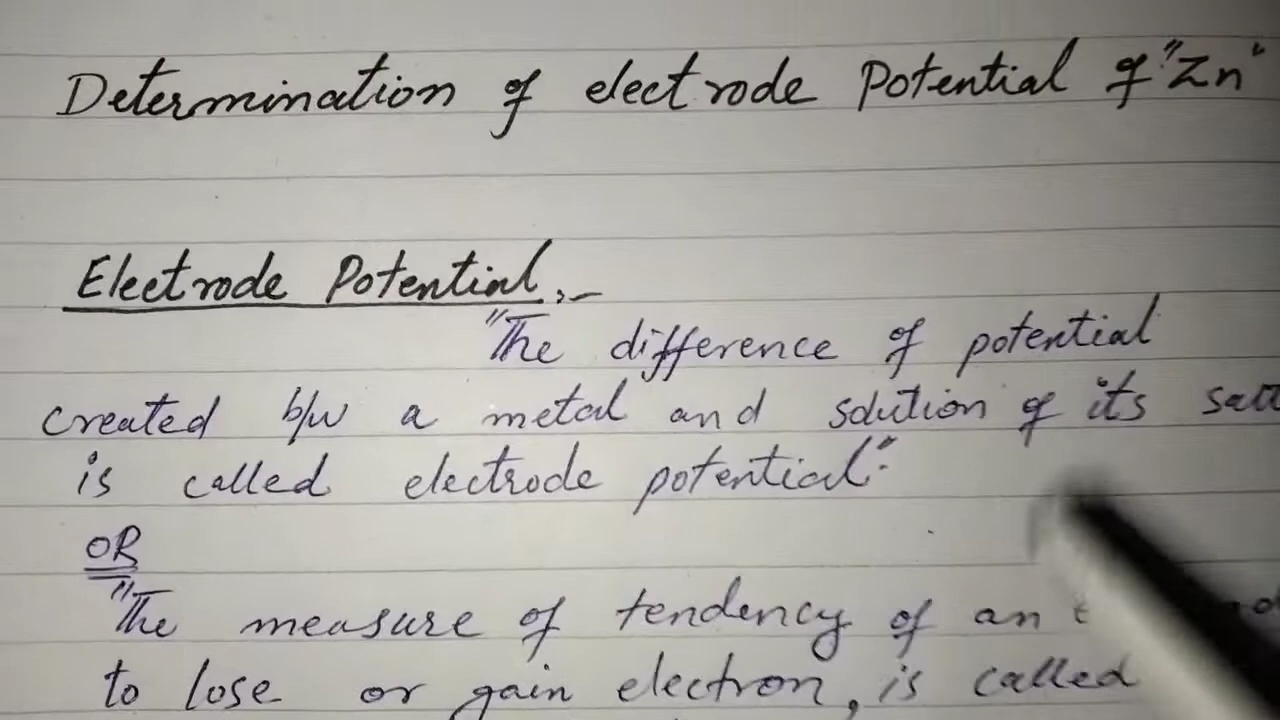 Determination of electrode Potential of "Zn"
Electrode Potential,_
"The difference of potential
created b/w a metal and solution of its
is called electrode potential".
OR
"The measure of tendency of an
to lose or gain electron, is called